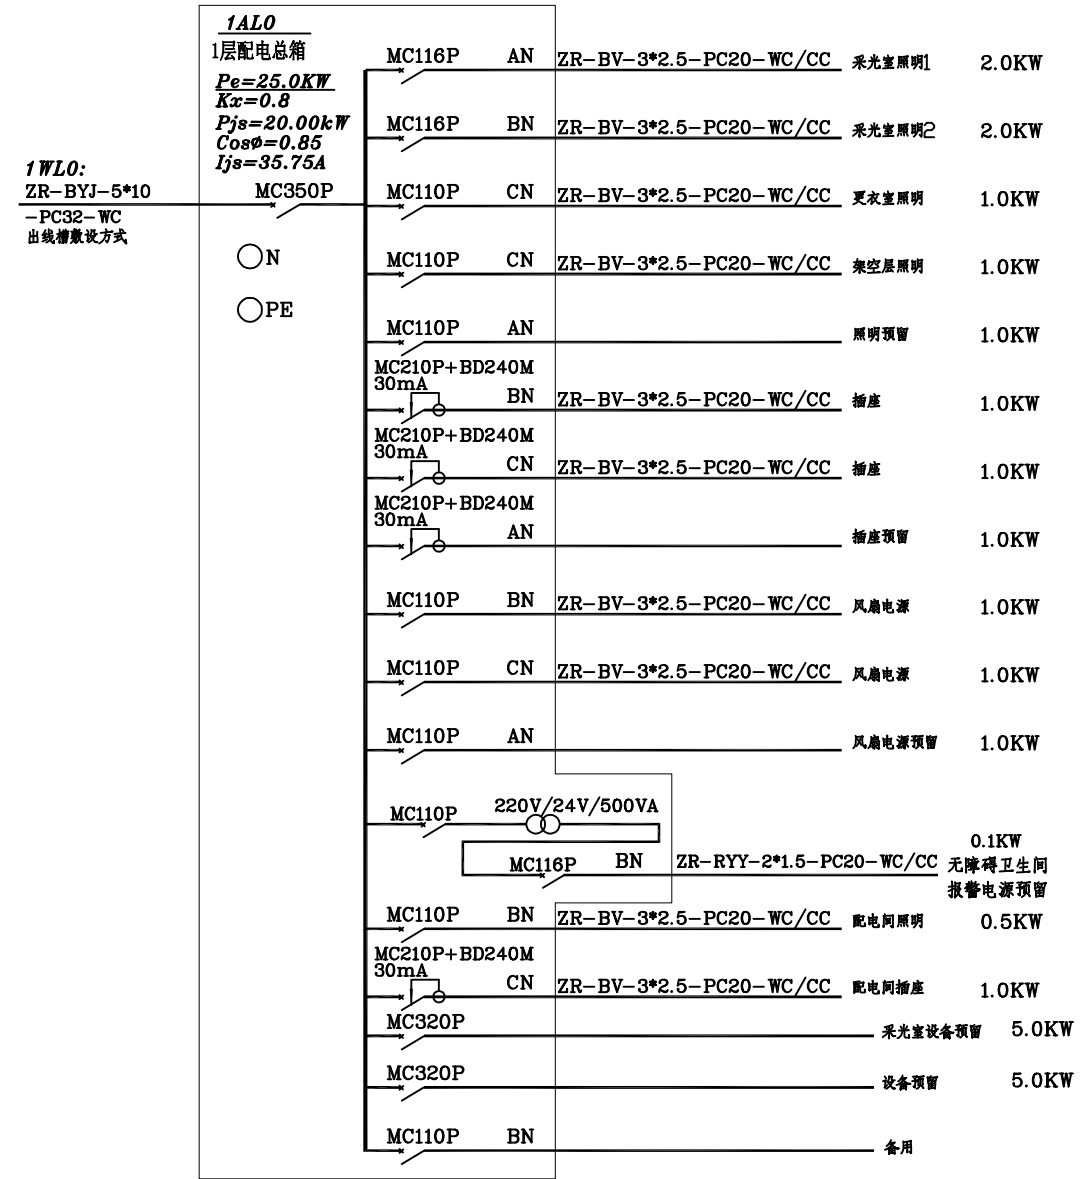 1AL0
1层配电总箱
Pe=25.0KW
Kx=0.8
Pjs=20.00kW
Cosø=0.85
Ijs=35.75A
1WL0:
ZR-BYJ-5*10
-PC32-WC
出线槽敷设方式
MC350P
N
PE
MC116P AN ZR-BV-3*2.5-PC20-WC/CC 采光室照明1 2.0KW
MC116P BN ZR-BV-3*2.5-PC20-WC/CC 采光室照明2 2.0KW
MC110P CN ZR-BV-3*2.5-PC20-WC/CC 更衣室照明 1.0KW
MC110P CN ZR-BV-3*2.5-PC20-WC/CC 架空层照明 1.0KW
MC110P AN 照明预留 1.0KW
MC210P+BD240M
30mA BN ZR-BV-3*2.5-PC20-WC/CC 插座 1.0KW
MC210P+BD240M
30mA CN ZR-BV-3*2.5-PC20-WC/CC 插座 1.0KW
MC210P+BD240M
30mA AN 插座预留 1.0KW
MC110P BN ZR-BV-3*2.5-PC20-WC/CC 风扇电源 1.0KW
MC110P CN ZR-BV-3*2.5-PC20-WC/CC 风扇电源 1.0KW
MC110P AN 风扇电源预留 1.0KW
MC110P 220V/24V/500VA
0.1KW
MC116P BN ZR-RYY-2*1.5-PC20-WC/CC 无障碍卫生间
报警电源预留
MC110P BN ZR-BV-3*2.5-PC20-WC/CC 配电间照明 0.5KW
MC210P+BD240M
30mA CN ZR-BV-3*2.5-PC20-WC/CC 配电间插座 1.0KW
MC320P 采光室设备预留 5.0KW
MC320P 设备预留 5.0KW
MC110P BN 备用